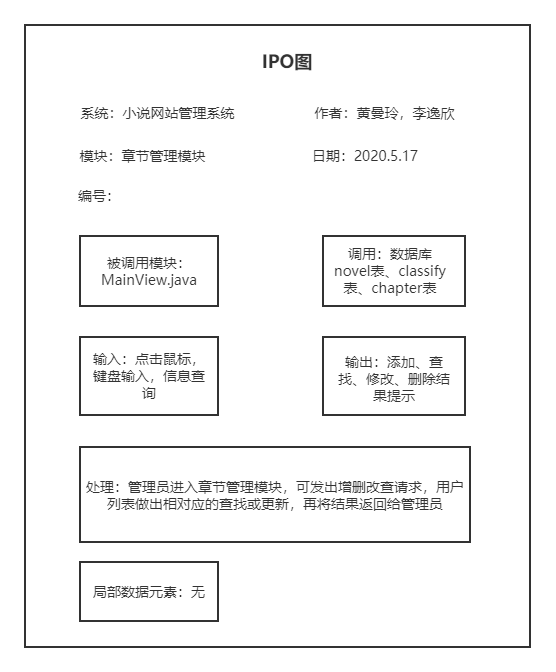 IPO图
系统：小说网站管理系统
作者：黄曼玲，李逸欣
模块：章节管理模块
日期：2020.5.17
编号：
被调用模块：
MainView.java
调用：数据库
novel表、classify
表、chapter表
输入：点击鼠标，
键盘输入，信息查
询
输出：添加、查
找、修改、删除结
果提示
处理：管理员进入章节管理模块，可发出增删改查请求，用户
列表做出相对应的查找或更新，再将结果返回给管理员
局部数据元素：无